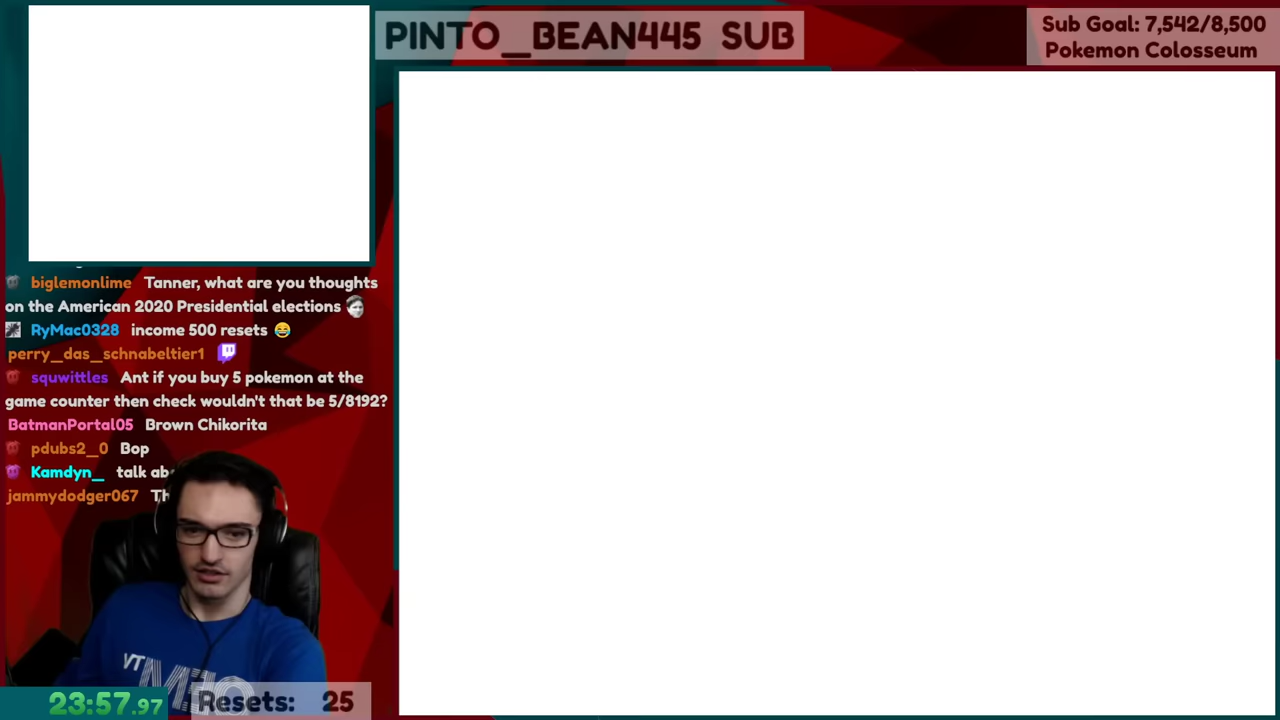 PINTO_BEAN445 SUB
Sub Goal: 7,542/8,500
Pokemon Colosseum
biglemonlime Tanner, what are you thoughts
on the American 2020 Presidential elections
RyMac0328 income 500 resets 😂
perry_das_schnabeltier1
squwittles Ant if you buy 5 pokemon at the
game counter then check wouldn't that be 5/8192?
BatmanPortal05 Brown Chikorita
pdubs2_0 Bop
Kamdyn_ talk
jammydodger067
VT
23:57.97
Resets: 25